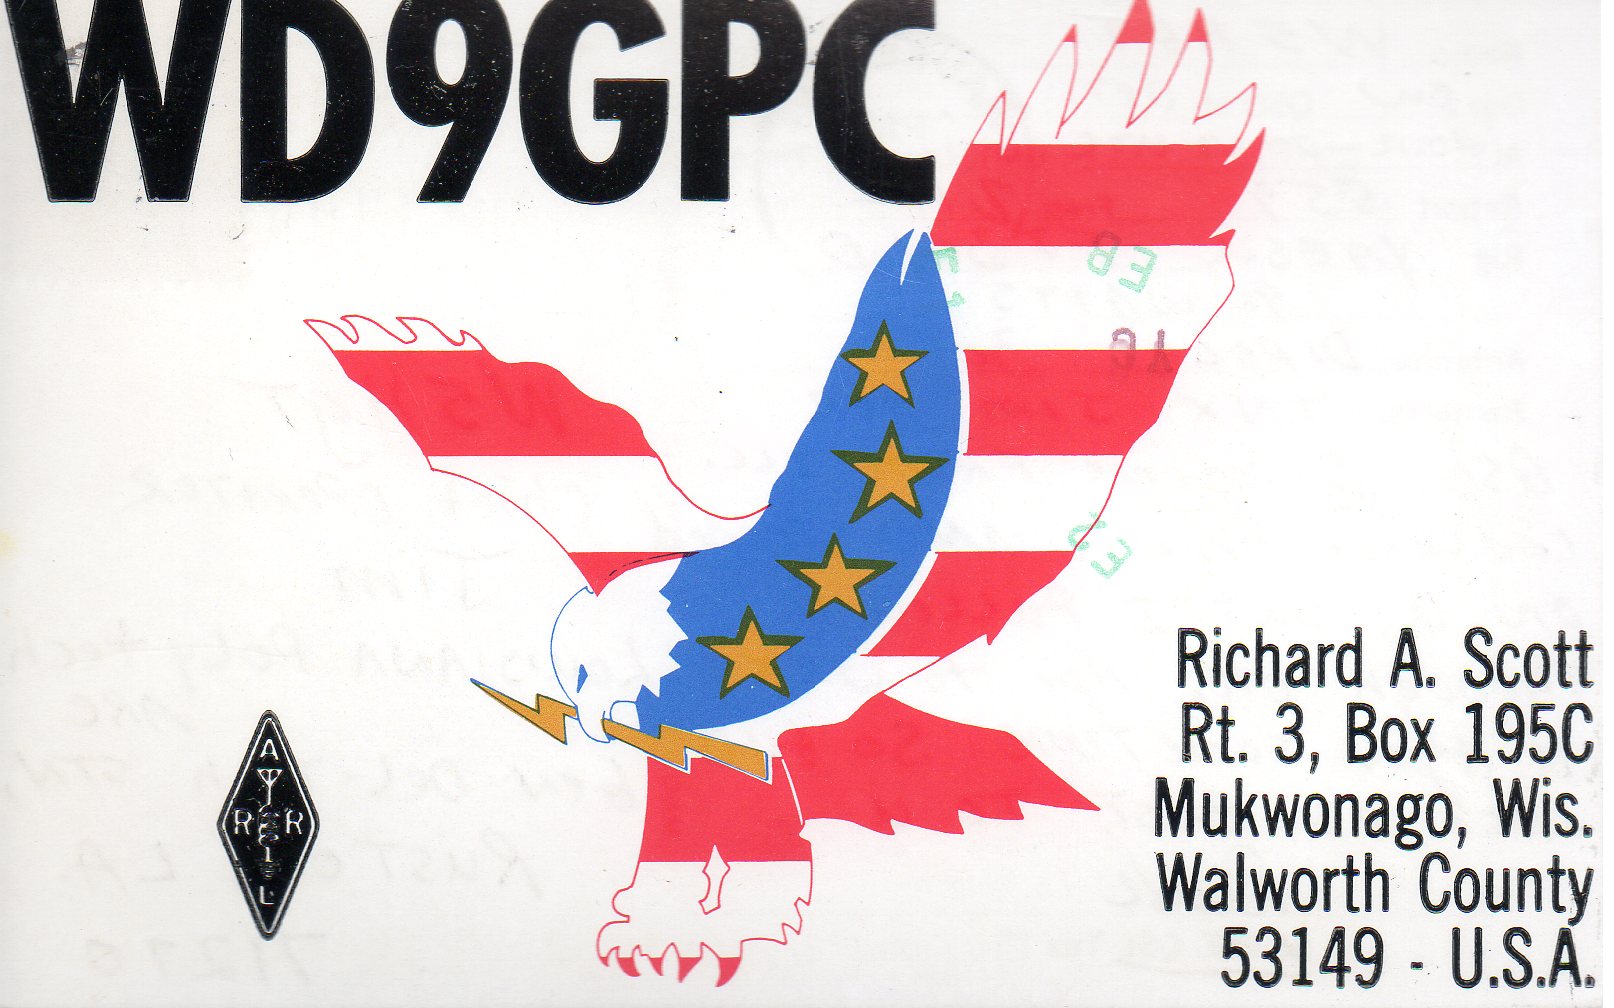 WD9GPC
A
R R
L
Richard A. Scott
Rt. 3, Box 195C
Mukwonago, Wis.
Walworth County
53149 - U.S.A.